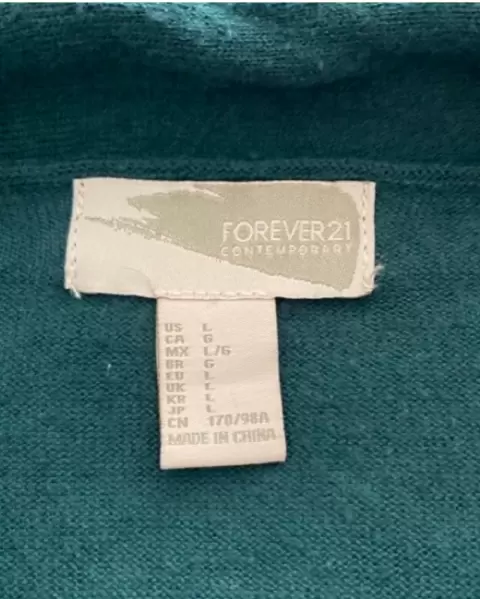 FOREVER 21
CONTEMPORARY
US L
CA G
MX L/G
BR G
EU L
UK L
KR L
JP L
CN 170/98A
MADE IN CHINA